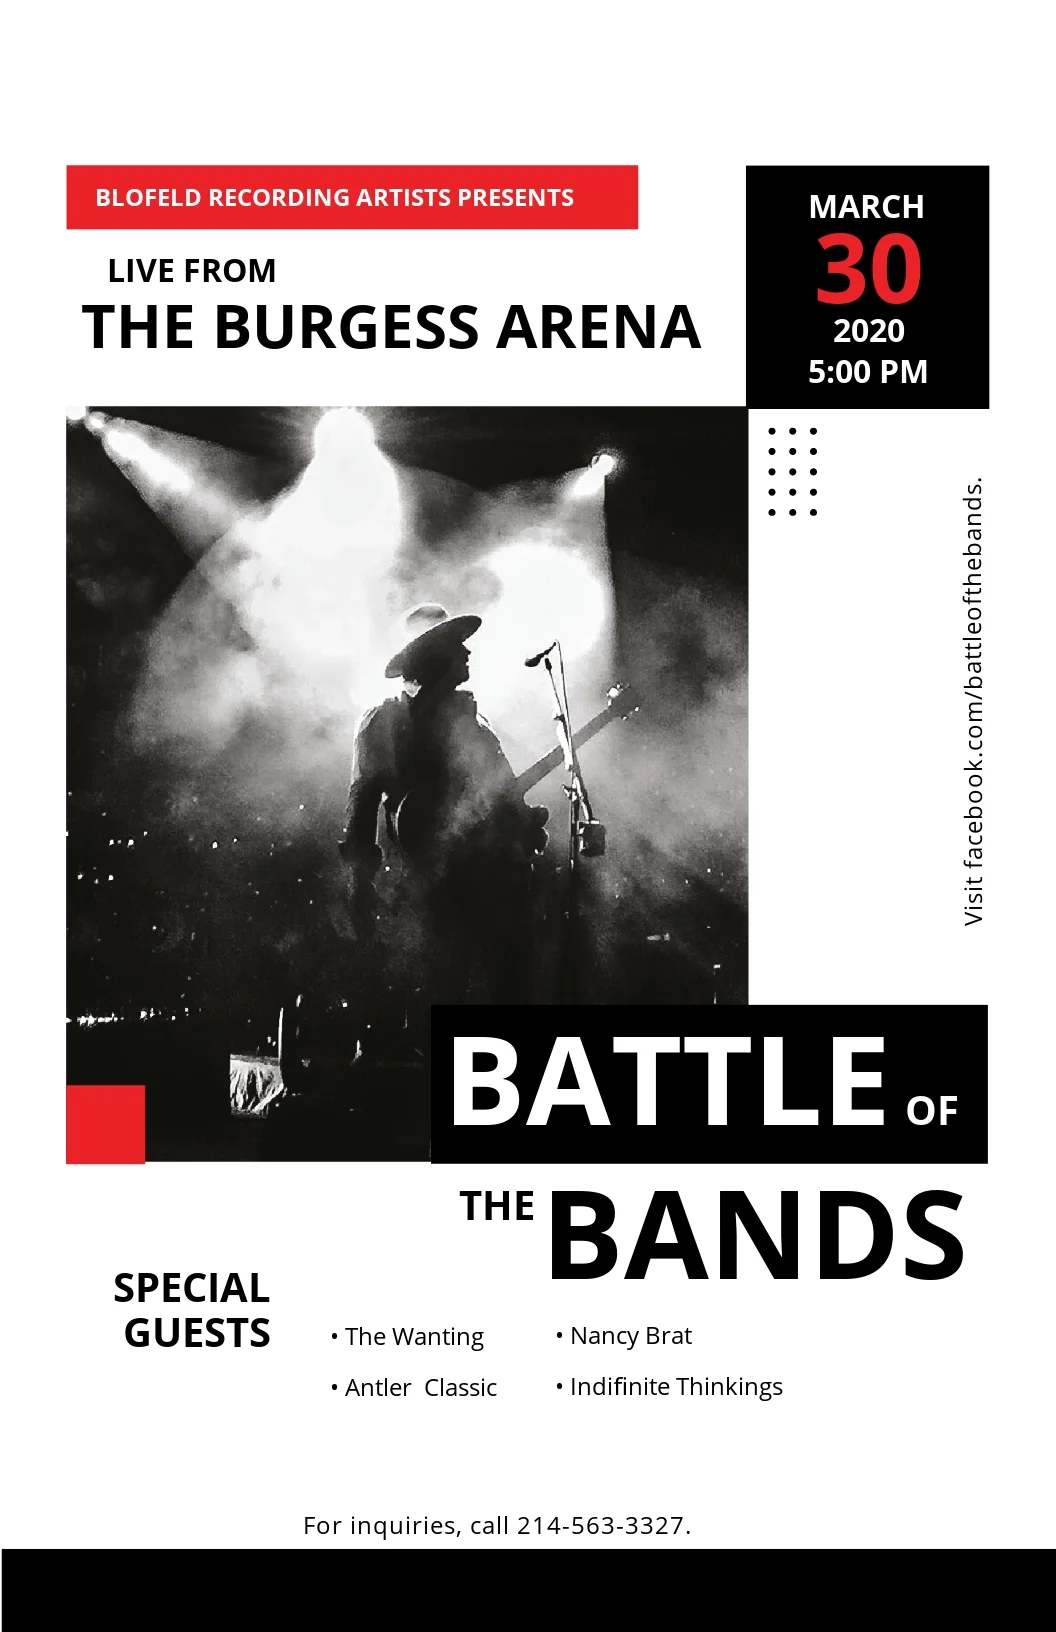 BLOFELD RECORDING ARTISTS PRESENTS
LIVE FROM
THE BURGESS ARENA
MARCH
30
2020
5:00 PM
Visit facebook.com/battleofthebands.
BATTLE OF
THE BANDS
SPECIAL
GUESTS
• The Wanting
• Antler Classic
• Nancy Brat
• Indifinite Thinkings
For inquiries, call 214-563-3327.